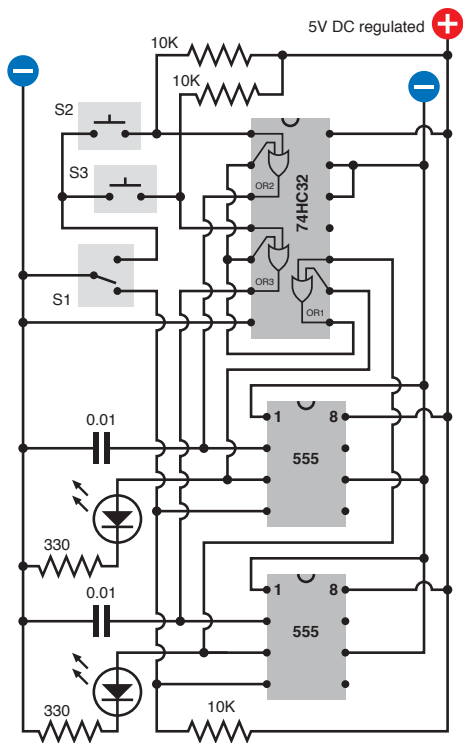 5V DC regulated
10K
10K
S2
S3
S1
OR2
74HC32
OR3
OR1
0.01
1 8
555
330
0.01
1 8
555
330
10K